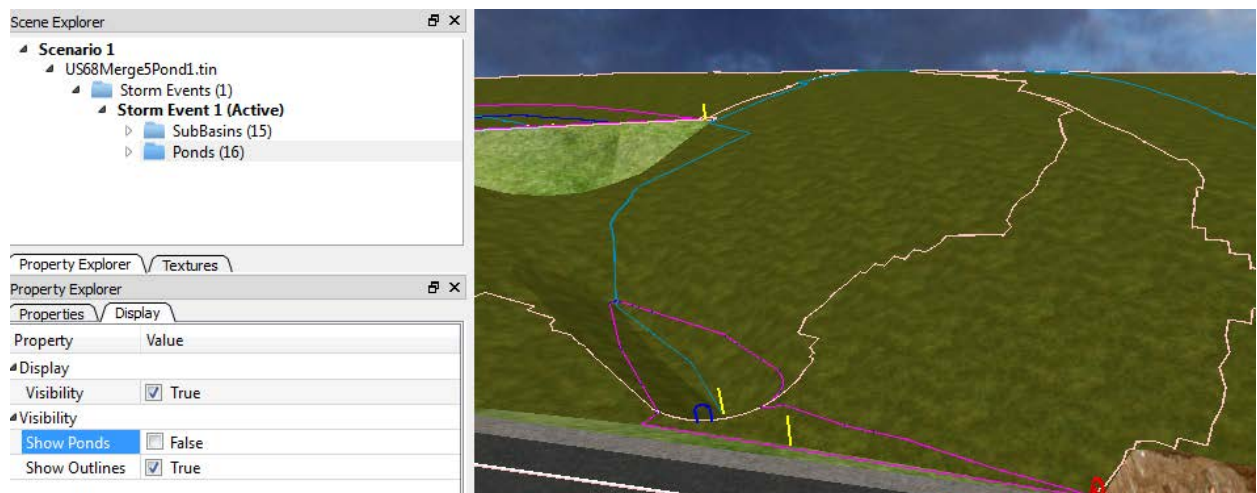 Scene Explorer
Scenario 1
US68Merge5Pond1.tin
Storm Events (1)
Storm Event 1 (Active)
SubBasins (15)
Ponds (16)
Property Explorer Textures
Property Explorer
Properties Display
Property Value
Display
Visibility True
Visibility
Show Ponds False
Show Outlines True